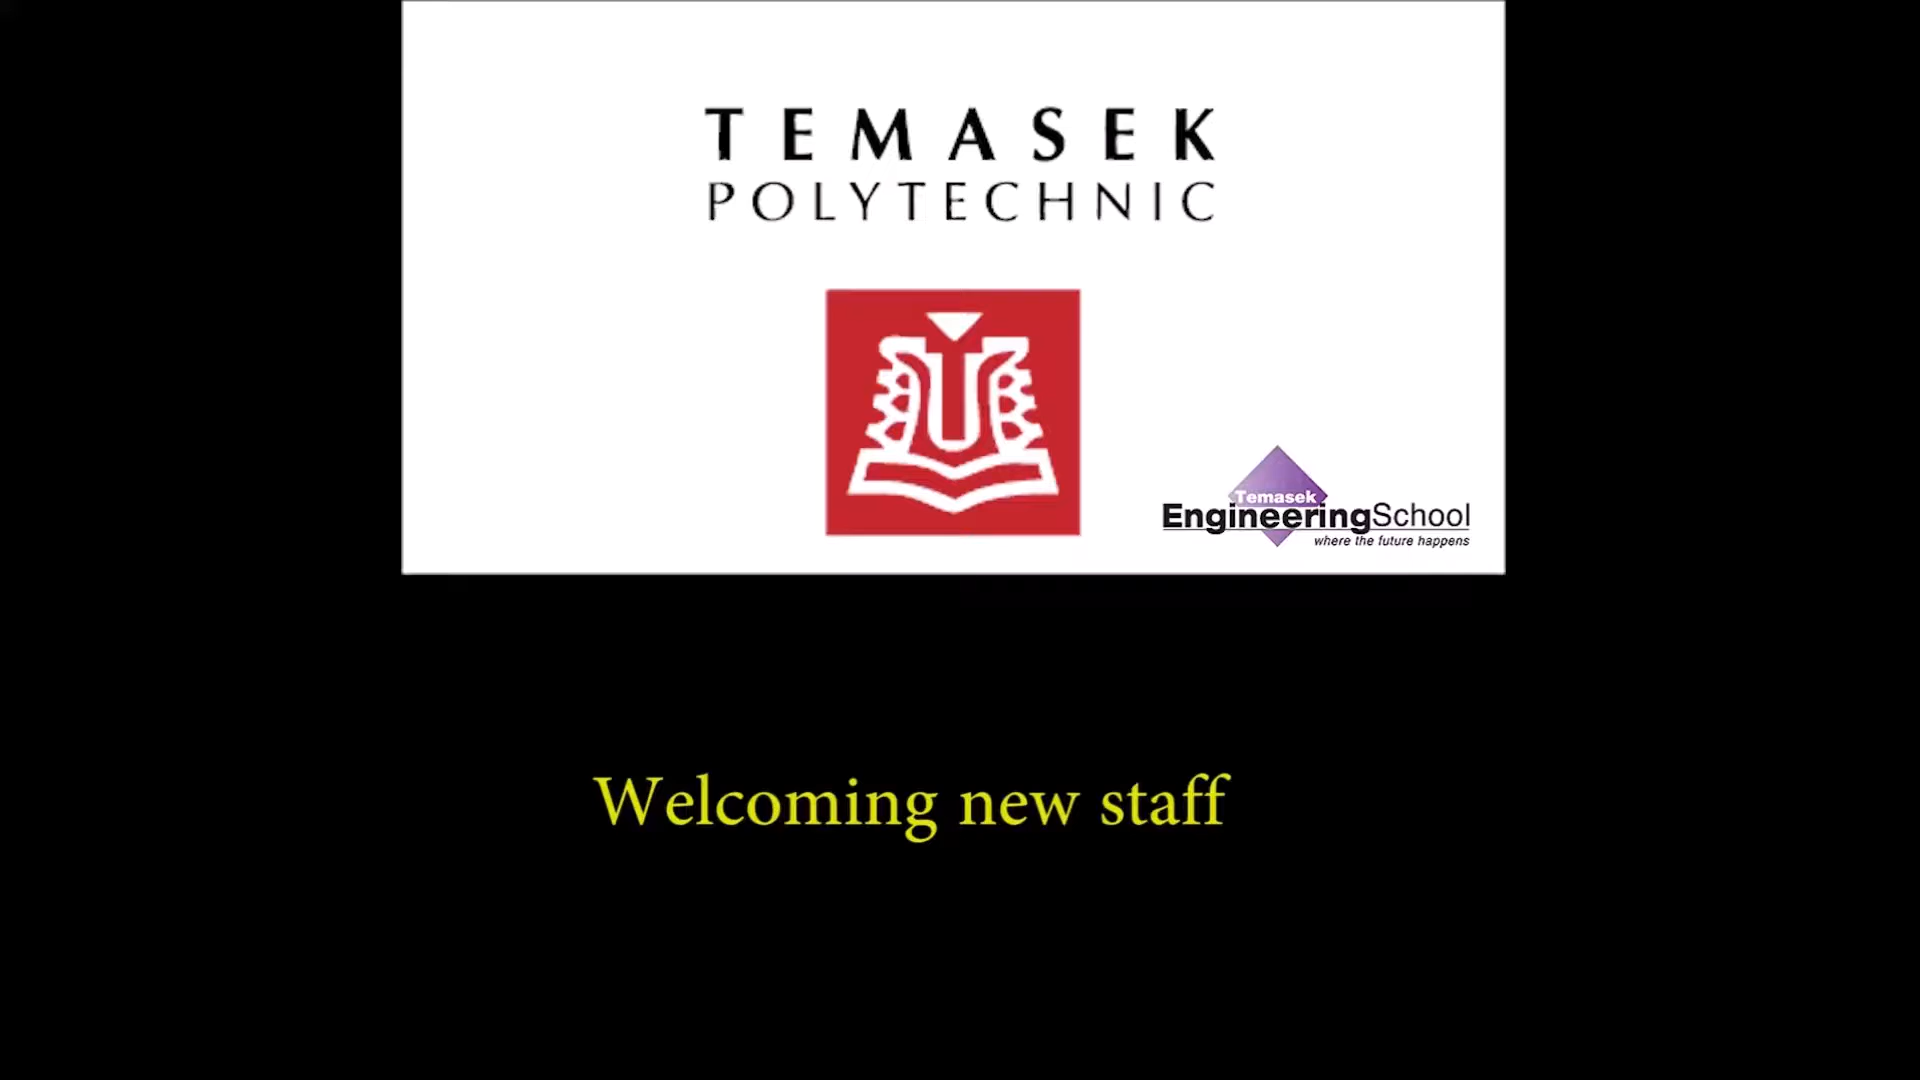 TEMASEK
POLYTECHNIC
Temasek
EngineeringSchool
where the future happens
Welcoming new staff